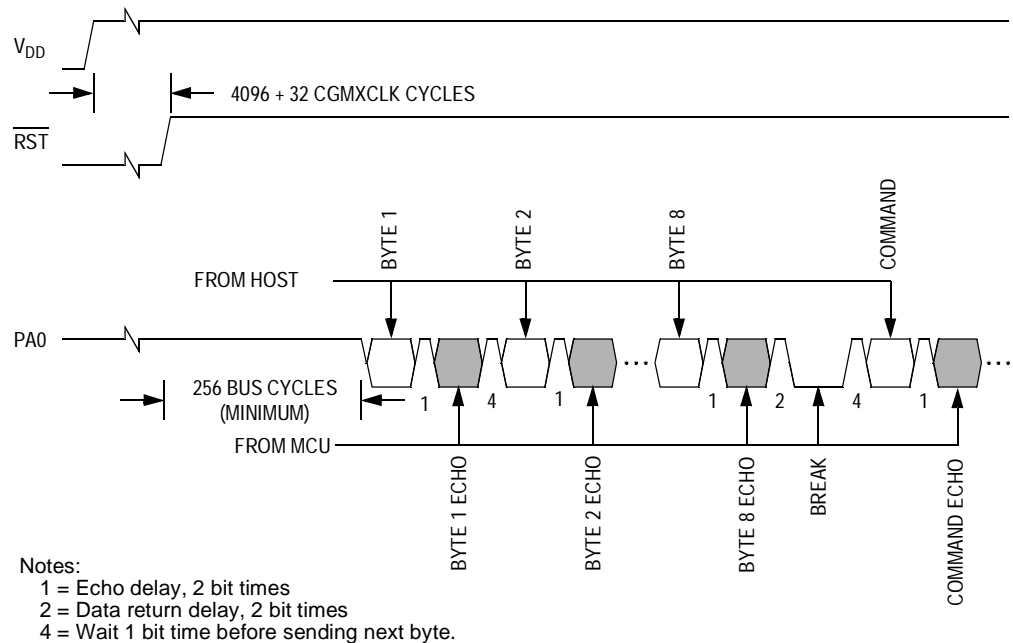 VDD
4096 + 32 CGMXCLK CYCLES
RST
BYTE 1
BYTE 2
BYTE 8
COMMAND
FROM HOST
PA0
256 BUS CYCLES
(MINIMUM)
1
4
1
1
2
4
1
FROM MCU
BYTE 1 ECHO
BYTE 2 ECHO
BYTE 8 ECHO
BREAK
COMMAND ECHO
Notes:
1 = Echo delay, 2 bit times
2 = Data return delay, 2 bit times
4 = Wait 1 bit time before sending next byte.